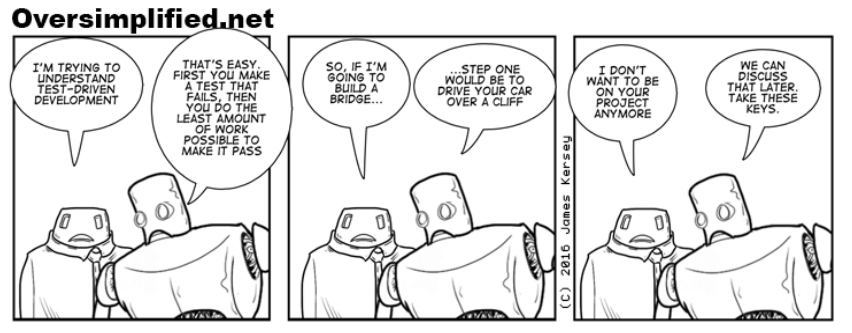 Oversimplified.net
I'M TRYING TO
UNDERSTAND
TEST-DRIVEN
DEVELOPMENT
THAT'S EASY.
FIRST YOU MAKE
A TEST THAT
FAILS, THEN
YOU DO THE
LEAST AMOUNT
OF WORK
POSSIBLE TO
MAKE IT PASS
SO, IF I'M
GOING TO
BUILD A
BRIDGE...
...STEP ONE
WOULD BE TO
DRIVE YOUR CAR
OVER A CLIFF
(C) 2016 James Kersey
I DON'T
WANT TO BE
ON YOUR
PROJECT
ANYMORE
WE CAN
DISCUSS
THAT LATER.
TAKE THESE
KEYS.